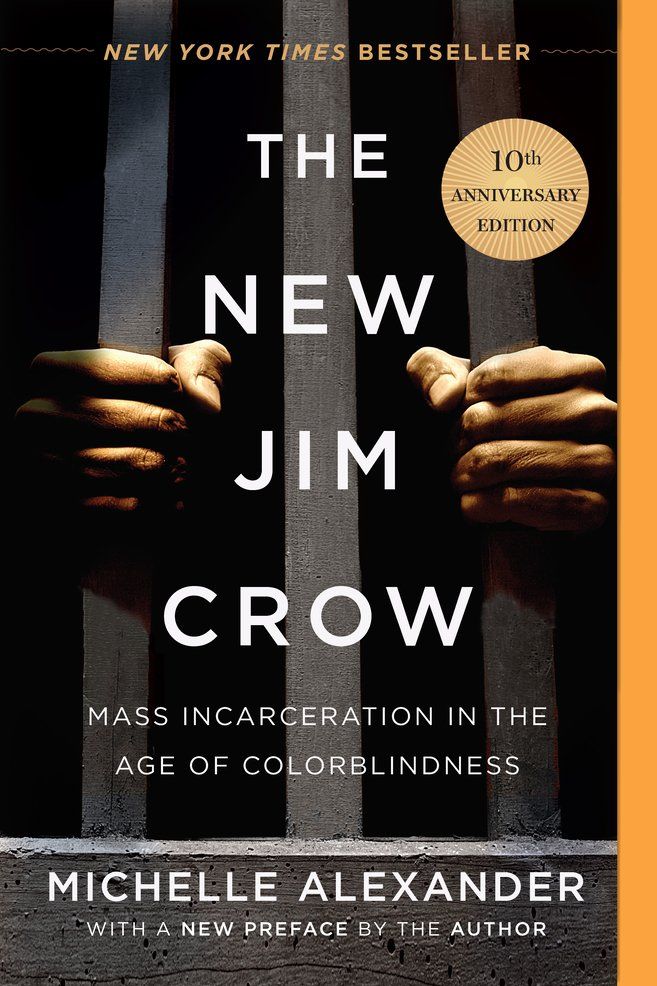 NEW YORK TIMES BESTSELLER
THE
10th
ANNIVERSARY
EDITION
NEW
JIM
CROW
MASS INCARCERATION IN THE
AGE OF COLORBLINDNESS
MICHELLE ALEXANDER
WITH A NEW PREFACE BY THE AUTHOR